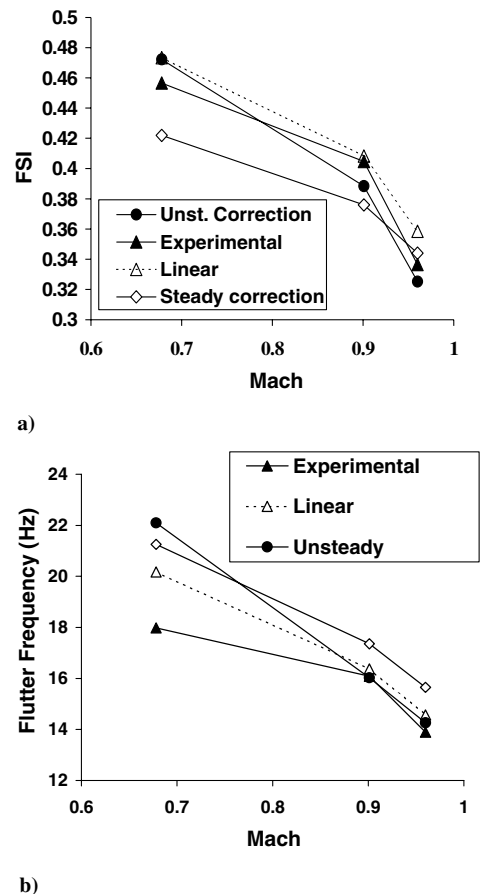 0.5
0.48
0.46
0.44
0.42
0.4
0.38
0.36
0.34
0.32
0.3
FSI
Unst. Correction
Experimental
Linear
Steady correction
0.6 0.7 0.8 0.9 1
Mach
a)
24
22
20
18
16
14
12
Flutter Frequency (Hz)
Experimental
Linear
Unsteady
0.6 0.7 0.8 0.9 1
Mach
b)